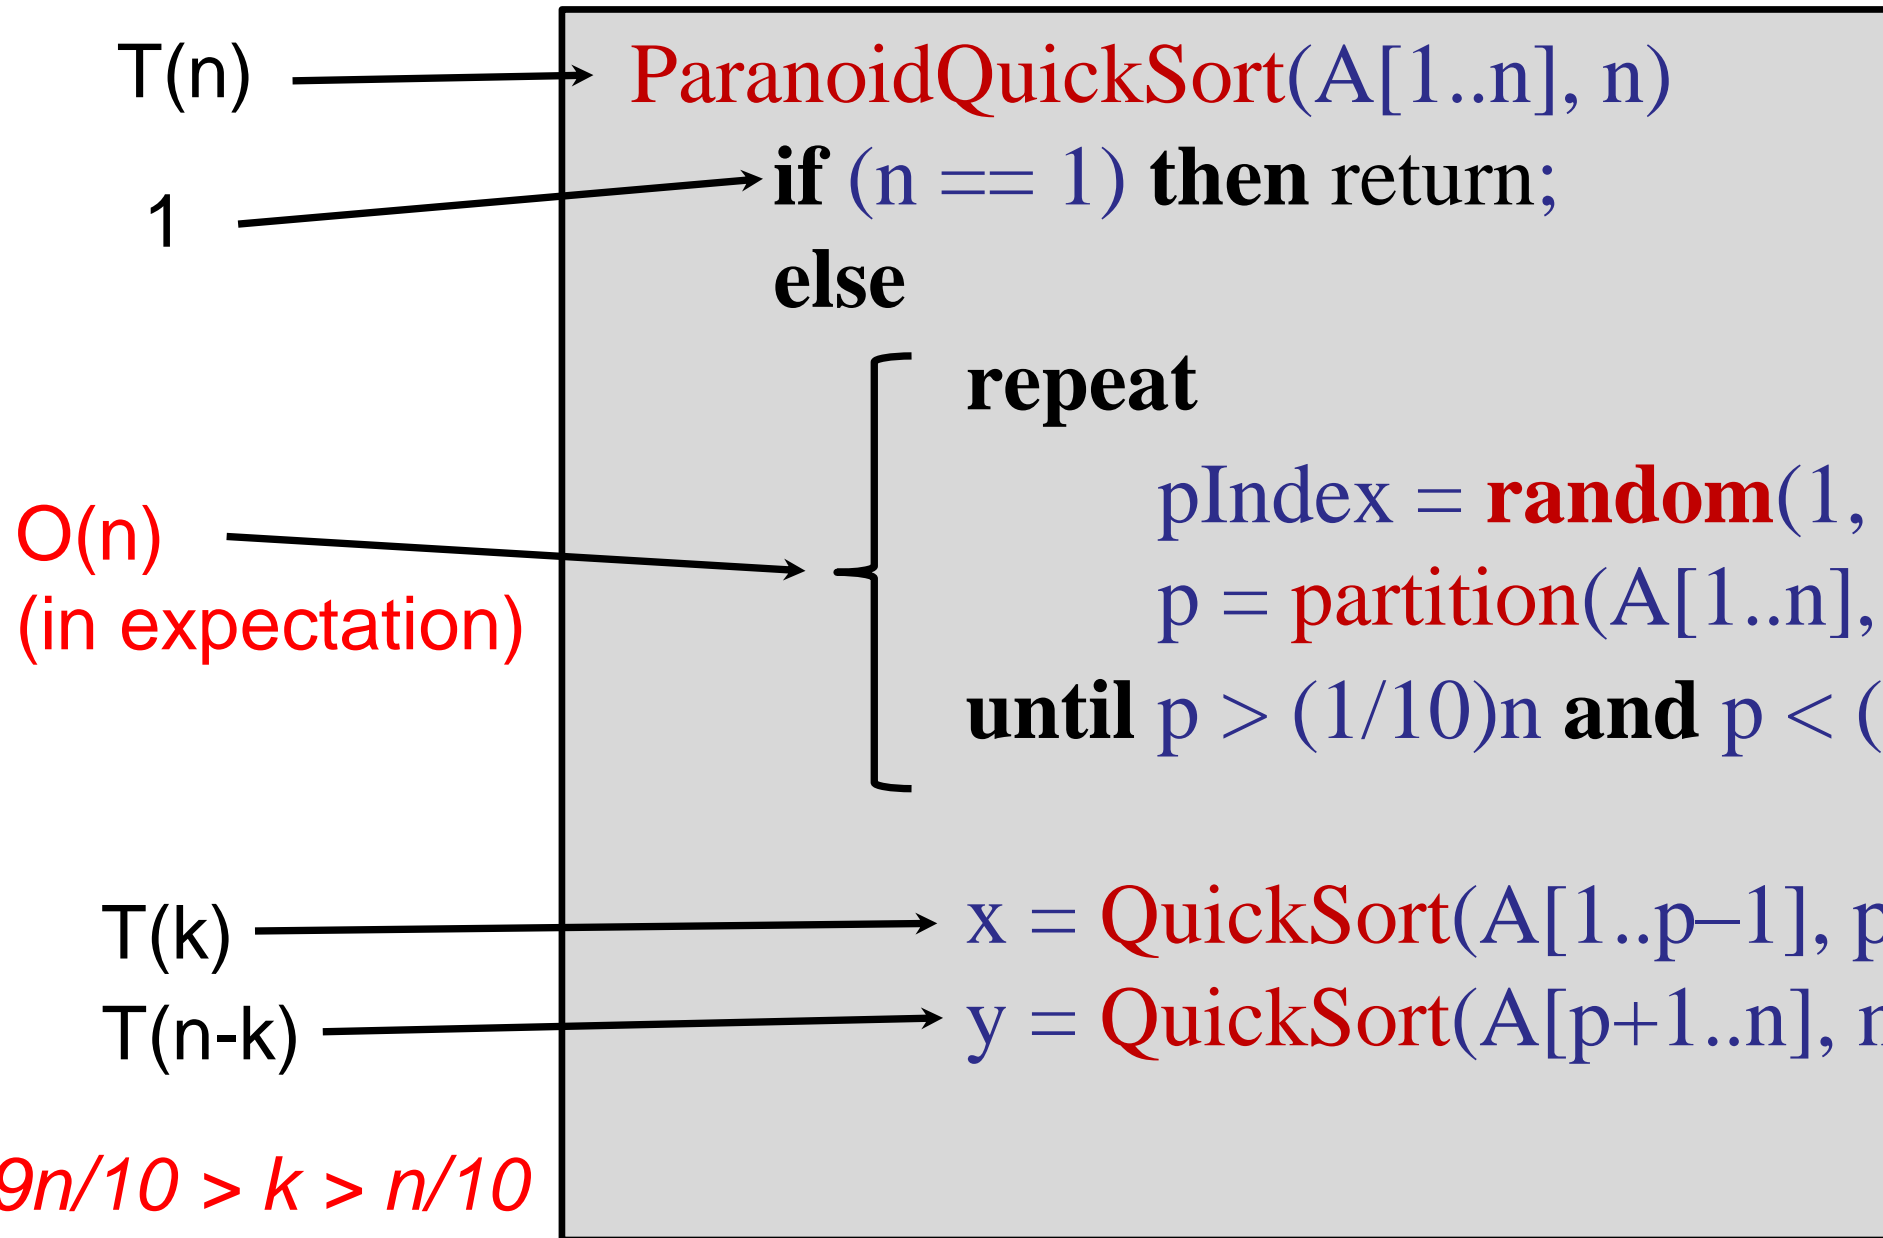 T(n)
ParanoidQuickSort(A[1..n], n)
1
if (n == 1) then return;
else
repeat
O(n)
(in expectation)
pIndex = random(1,
p = partition(A[1..n],
until p > (1/10)n and p < (
T(k)
x = QuickSort(A[1..p–1], p
T(n-k)
y = QuickSort(A[p+1..n], n
9n/10 > k > n/10